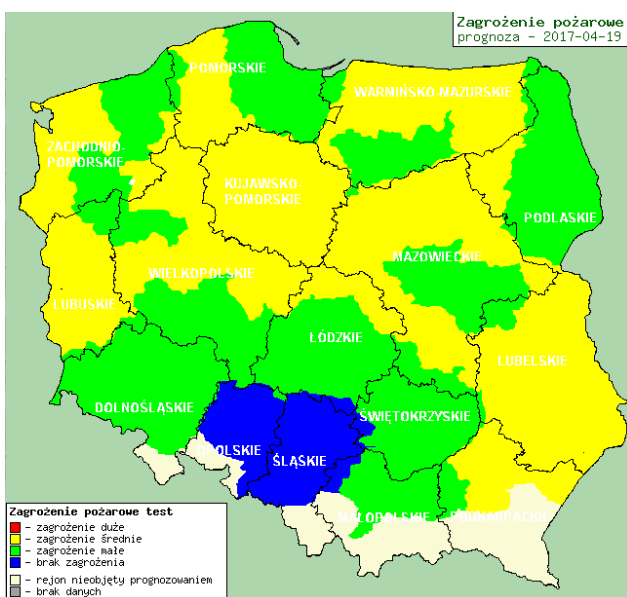 Zagrożenie pożarowe
prognoza - 2017-04-19
POMORSKIE
WARMIŃSKO-MAZURSKIE
ZACHODNIO-
POMORSKIE
KUJAWSKO-
POMORSKIE
PODLASKIE
MAZOWIECKIE
WIELKOPOLSKIE
LUBUSKIE
ŁÓDZKIE
LUBELSKIE
DOLNOŚLĄSKIE
ŚWIĘTOKRZYSKIE
OPOLSKIE
ŚLĄSKIE
MAŁOPOLSKIE
PODKARPACKIE
Zagrożenie pożarowe test
- zagrożenie duże
- zagrożenie średnie
- zagrożenie małe
- brak zagrożenia
- rejon nieobjęty prognozowaniem
- brak danych